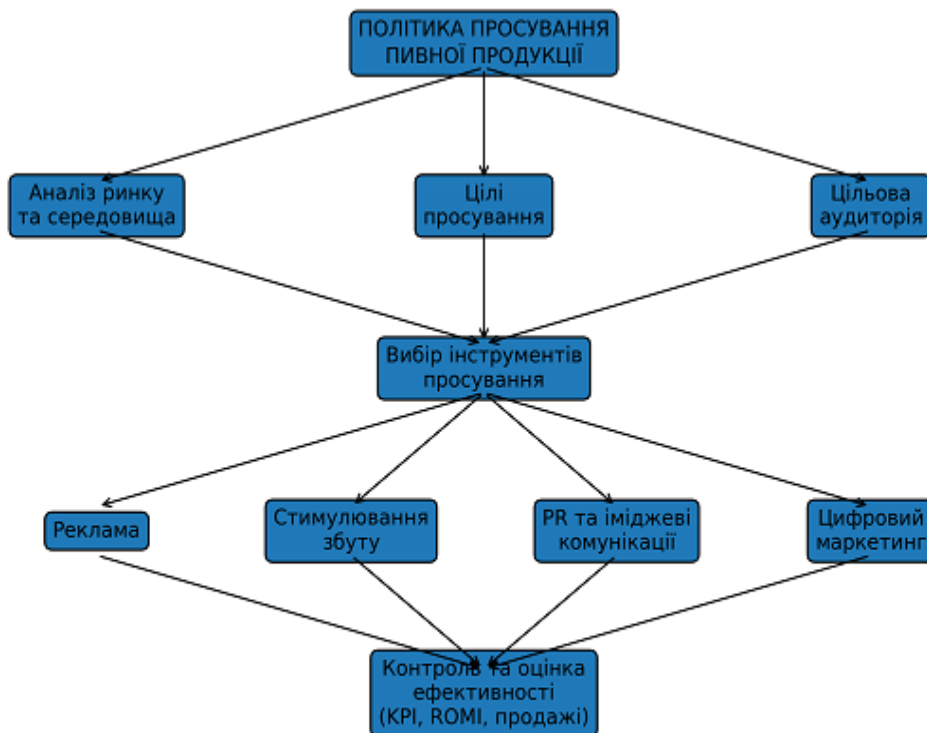 ПОЛІТИКА ПРОСУВАННЯ
ПИВНОЇ ПРОДУКЦІЇ
Аналіз ринку
та середовища
Цілі
просування
Цільова
аудиторія
Вибір інструментів
просування
Реклама
Стимулювання
збуту
PR та іміджеві
комунікації
Цифровий
маркетинг
Контроль та оцінка
ефективності
(KPI, ROMI, продажі)